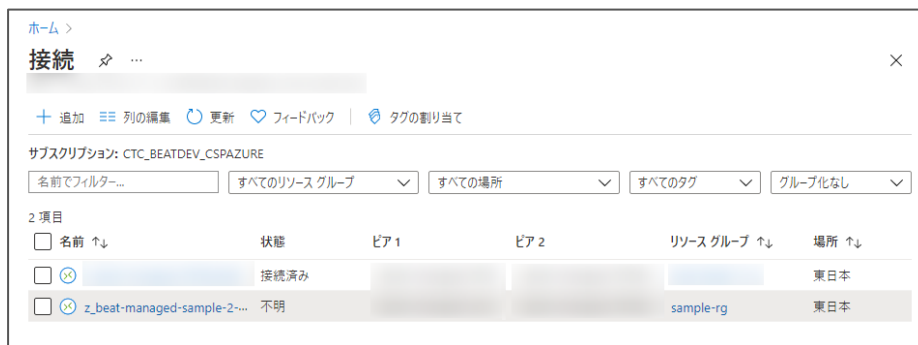 ホーム >
接続 ...
追加 列の編集 更新 フィードバック タグの割り当て
サブスクリプション: CTC_BEATDEV_CSPAZURE
名前でフィルター... すべてのリソース グループ すべての場所 すべてのタグ グループ化なし
2 項目
名前 ↑↓ 状態 ピア 1 ピア 2 リソース グループ ↑↓ 場所 ↑↓
接続済み 東日本
z_beat-managed-sample-2-... 不明 sample-rg 東日本